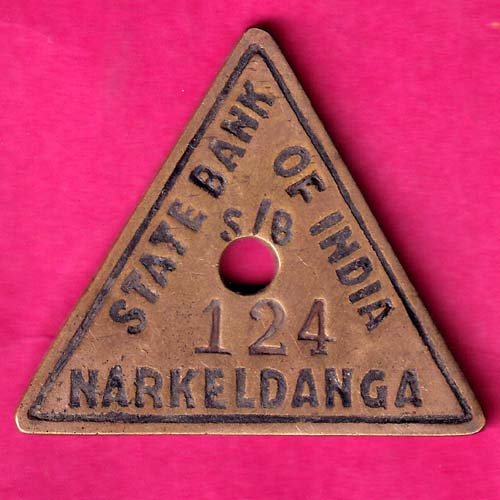 STATE BANK
OF INDIA
S/B
124
NARKELDANGA